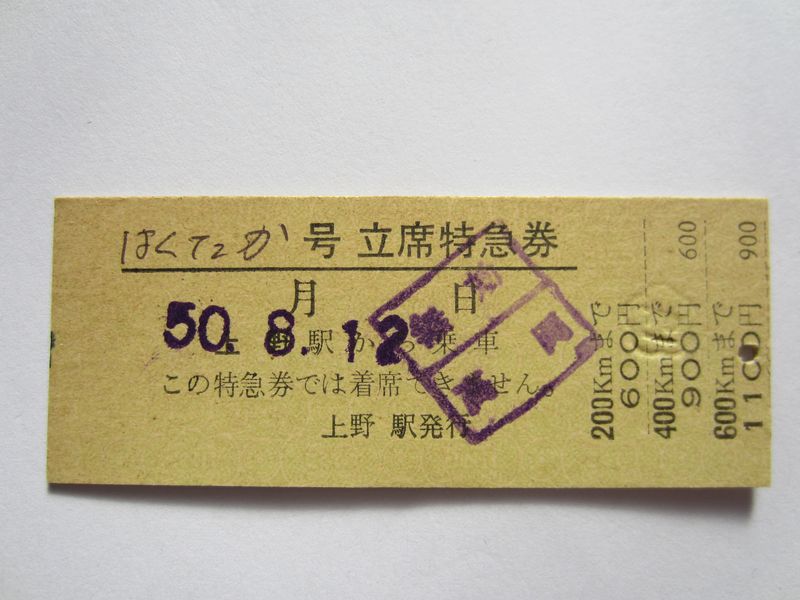 はくたか号 立席特急券
月 日
50.8.12
上野駅から乗車
この特急券では着席できません。
上野 駅発行
200Kmまで
600円
600
400Kmまで
900円
900
600Kmまで
1100円